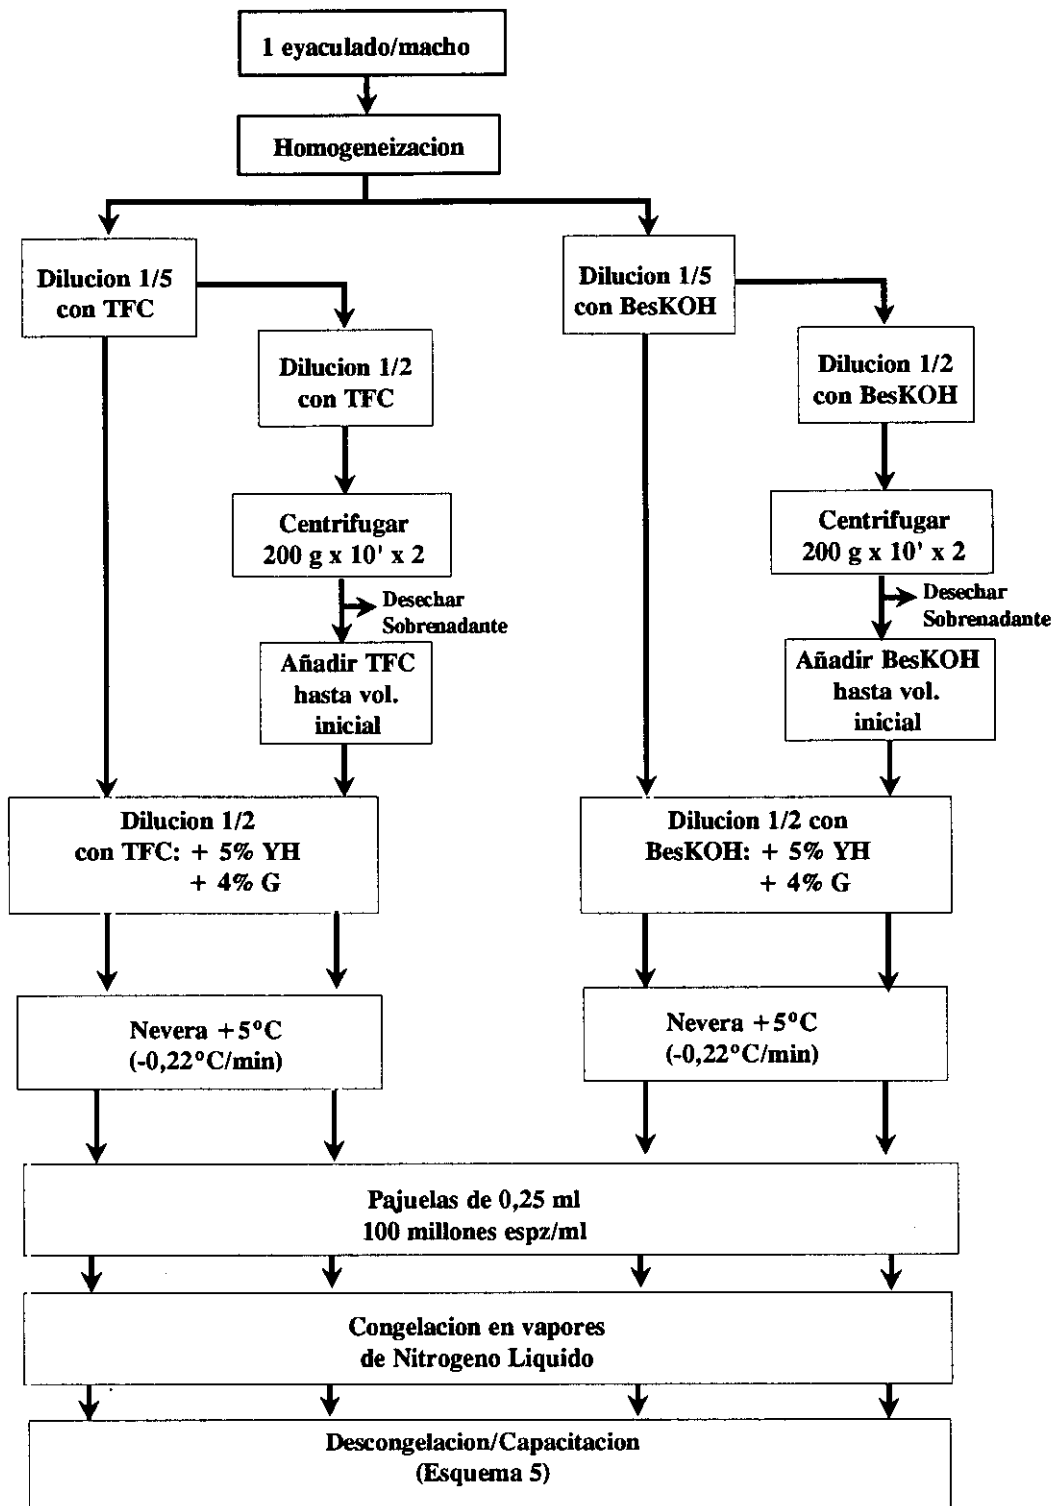 1 eyaculado/macho
Homogeneizacion
Dilucion 1/5
con TFC
Dilucion 1/2
con TFC
Centrifugar
200 g x 10' x 2
Desechar
Sobrenadante
Añadir TFC
hasta vol.
inicial
Dilucion 1/2
con TFC: + 5% YH
+ 4% G
Nevera +5°C
(-0,22°C/min)
Dilucion 1/5
con BesKOH
Dilucion 1/2
con BesKOH
Centrifugar
200 g x 10' x 2
Desechar
Sobrenadante
Añadir BesKOH
hasta vol.
inicial
Dilucion 1/2 con
BesKOH: + 5% YH
+ 4% G
Nevera +5°C
(-0,22°C/min)
Pajuelas de 0,25 ml
100 millones espz/ml
Congelacion en vapores
de Nitrogeno Liquido
Descongelacion/Capacitacion
(Esquema 5)